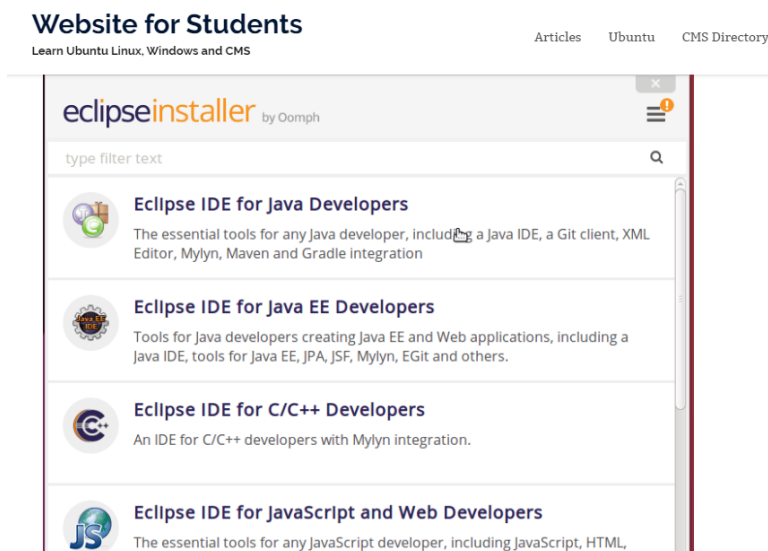 Website for Students
Learn Ubuntu Linux, Windows and CMS
Articles Ubuntu CMS Directory
eclipseinstaller by Oomph
!
type filter text
Eclipse IDE for Java Developers
The essential tools for any Java developer, including a Java IDE, a Git client, XML
Editor, Mylyn, Maven and Gradle integration
Java EE
IDE
Eclipse IDE for Java EE Developers
Tools for Java developers creating Java EE and Web applications, including a
Java IDE, tools for Java EE, JPA, JSF, Mylyn, EGit and others.
C++
Eclipse IDE for C/C++ Developers
An IDE for C/C++ developers with Mylyn integration.
JS
Eclipse IDE for JavaScript and Web Developers
The essential tools for any JavaScript developer, including JavaScript, HTML,